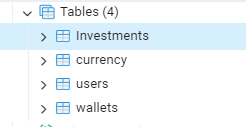 Tables (4)
Investments
currency
users
wallets